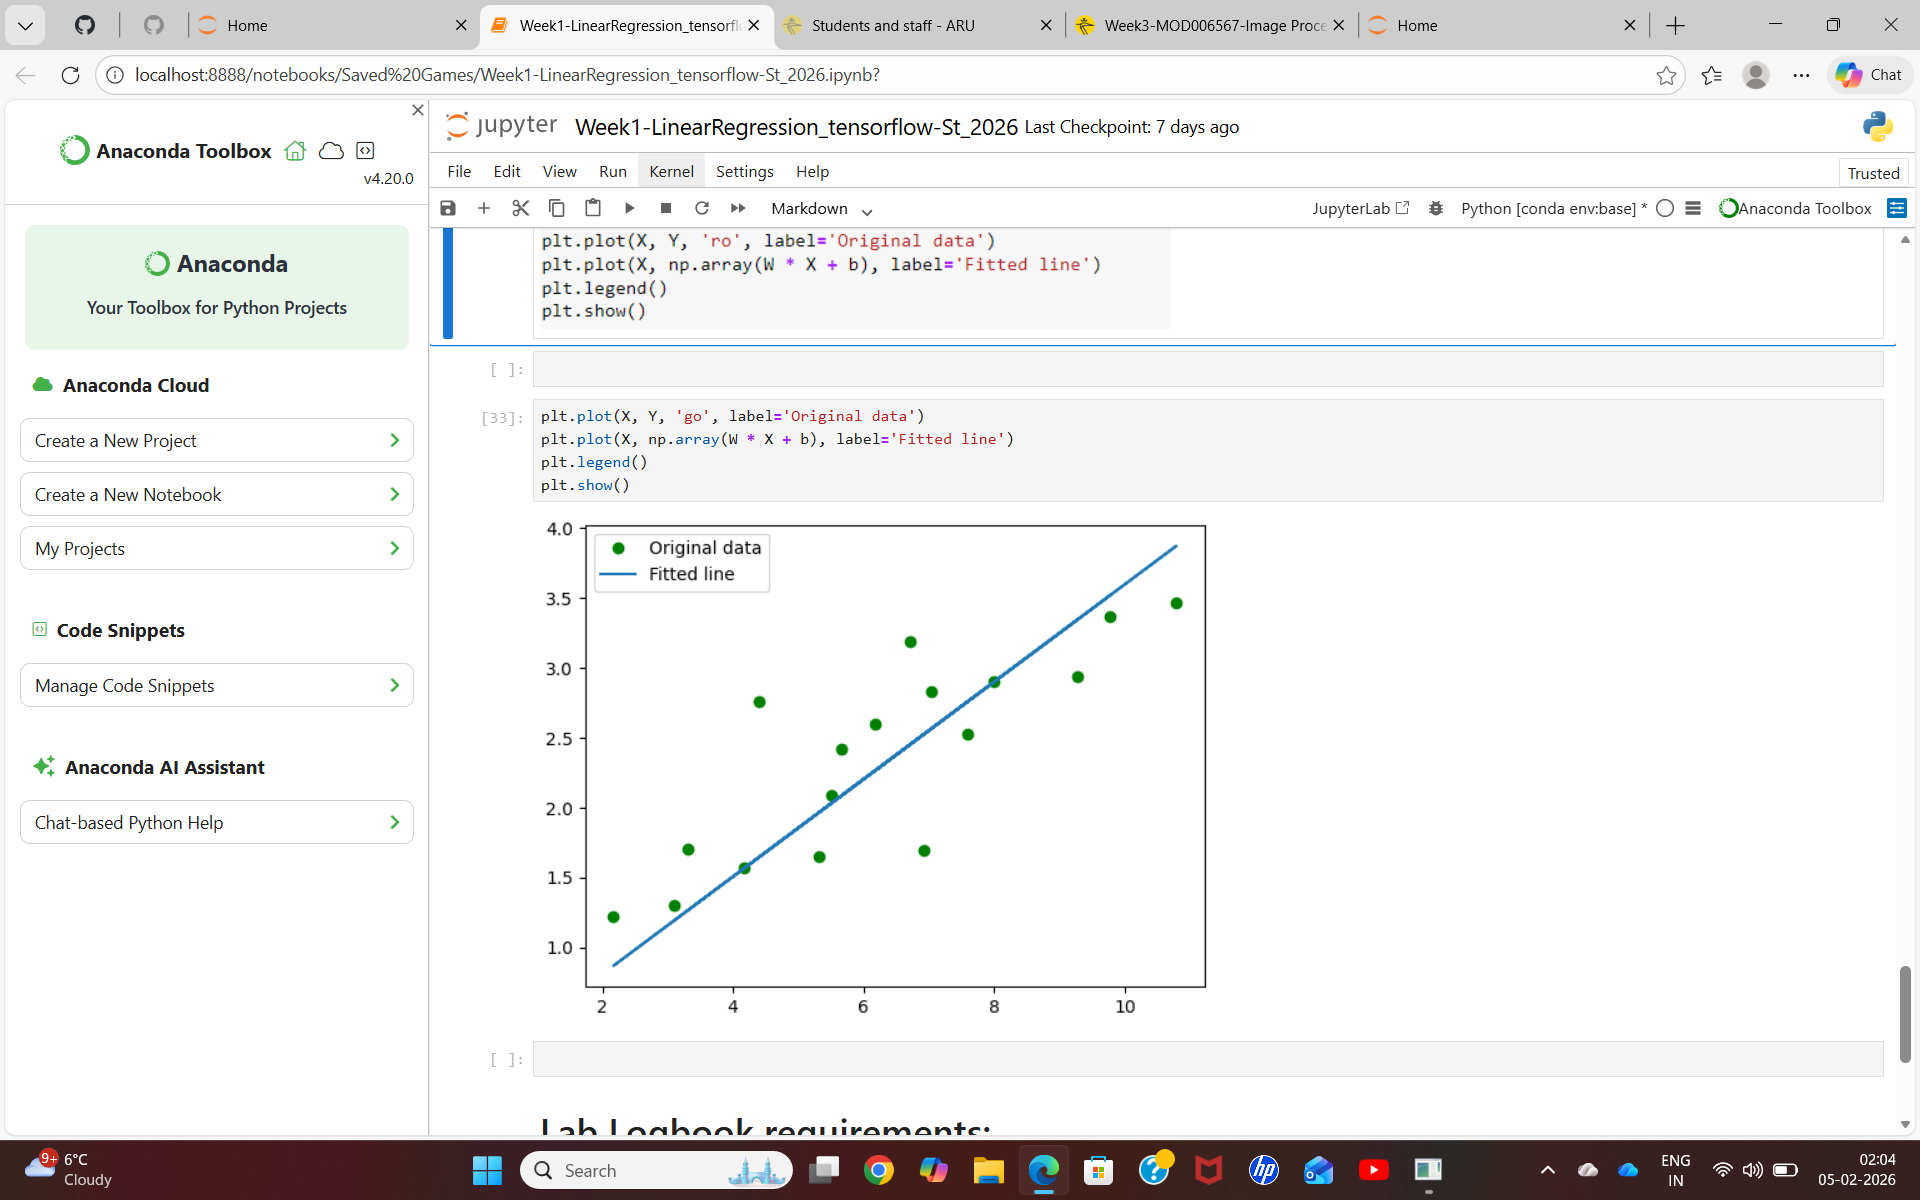 Home
Week1-LinearRegression_tensorfl
Students and staff - ARU
Week3-MOD006567-Image Proce
Home
localhost:8888/notebooks/Saved%20Games/Week1-LinearRegression_tensorflow-St_2026.ipynb?
Chat
Anaconda Toolbox
v4.20.0
Anaconda
Your Toolbox for Python Projects
Anaconda Cloud
Create a New Project
Create a New Notebook
My Projects
Code Snippets
Manage Code Snippets
Anaconda AI Assistant
Chat-based Python Help
jupyter Week1-LinearRegression_tensorflow-St_2026 Last Checkpoint: 7 days ago
File Edit View Run Kernel Settings Help
Trusted
Markdown
JupyterLab
Python [conda env:base] *
Anaconda Toolbox
plt.plot(X, Y, 'ro', label='Original data')
plt.plot(X, np.array(W * X + b), label='Fitted line')
plt.legend()
plt.show()
[ ]:
[33]:
plt.plot(X, Y, 'go', label='Original data')
plt.plot(X, np.array(W * X + b), label='Fitted line')
plt.legend()
plt.show()
4.0
3.5
3.0
2.5
2.0
1.5
1.0
Original data
Fitted line
2 4 6 8 10
[ ]:
Lab Logbook requirements:
9+
6°C
Cloudy
Search
hp
ENG
IN
02:04
05-02-2026